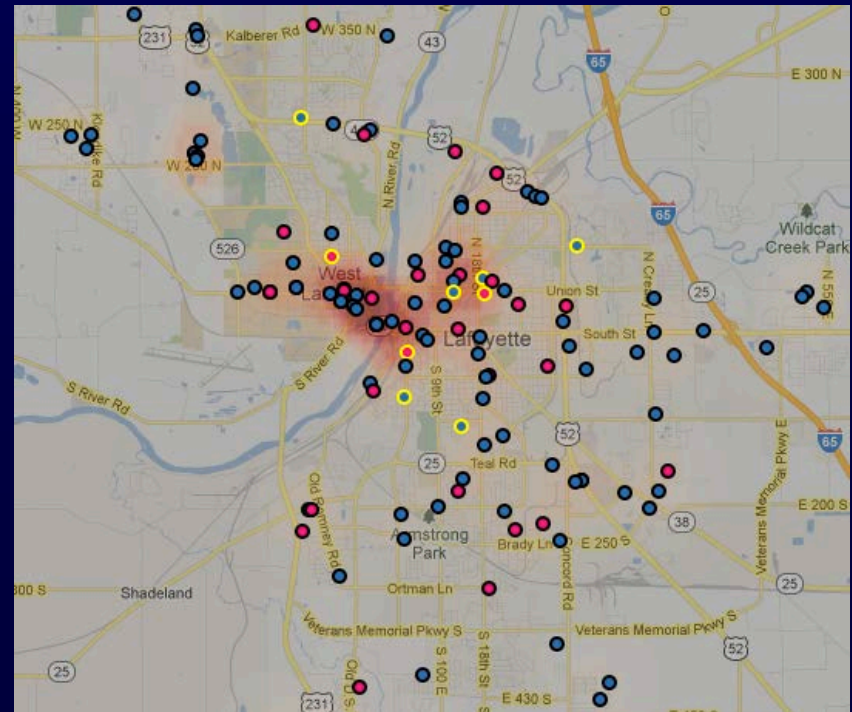 231
52
Kalberer Rd
W 350 N
43
65
E 300 N
W 250 N
52
N River Rd
52
65
Wildcat
Creek Park
526
West
N 18th St
Union St
25
South St
Lafayette
S River Rd
S River Rd
S 9th St
52
65
25
Teal Rd
Veterans Memorial Pkwy E
E 200 S
38
Old Romney Rd
Armstrong
Park
Brady Ln
E 250 S
Concord Rd
25
Shadeland
Ortman Ln
Veterans Memorial Pkwy S
Veterans Memorial Pkwy S
52
25
S 100 E
S 18th St
231
E 430 S